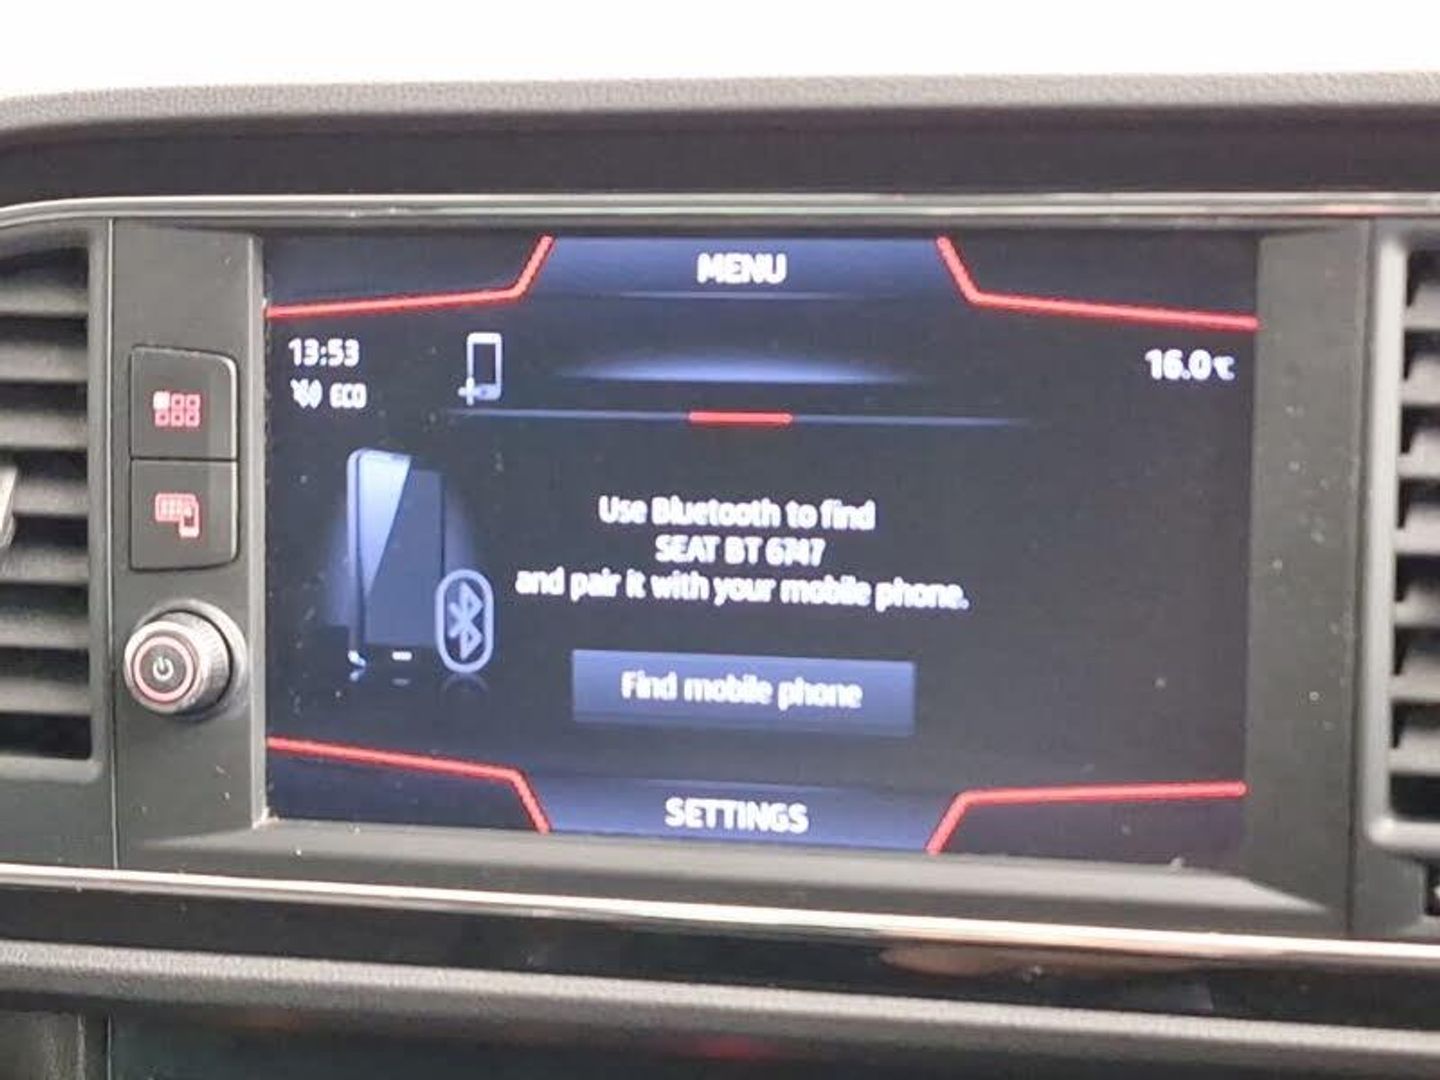 MENU
13:53
16.0°C
ECO
Use Bluetooth to find
SEAT BT 6747
and pair it with your mobile phone.
Find mobile phone
SETTINGS